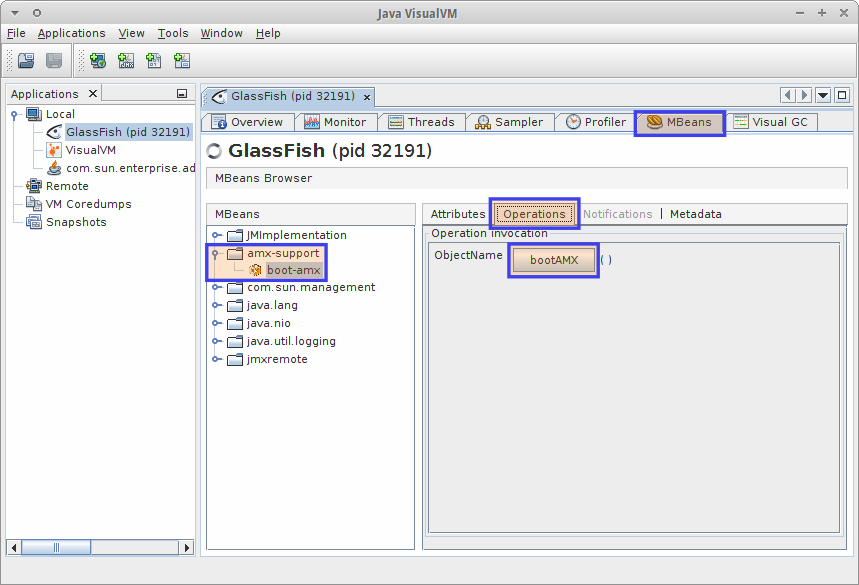 Java VisualVM
File Applications View Tools Window Help
Applications
Local
GlassFish (pid 32191)
VisualVM
com.sun.enterprise.ad
Remote
VM Coredumps
Snapshots
GlassFish (pid 32191)
Overview Monitor Threads Sampler Profiler MBeans Visual GC
GlassFish (pid 32191)
MBeans Browser
MBeans
JMImplementation
amx-support
boot-amx
com.sun.management
java.lang
java.nio
java.util.logging
jmxremote
Attributes Operations Notifications | Metadata
Operation invocation
ObjectName bootAMX ( )